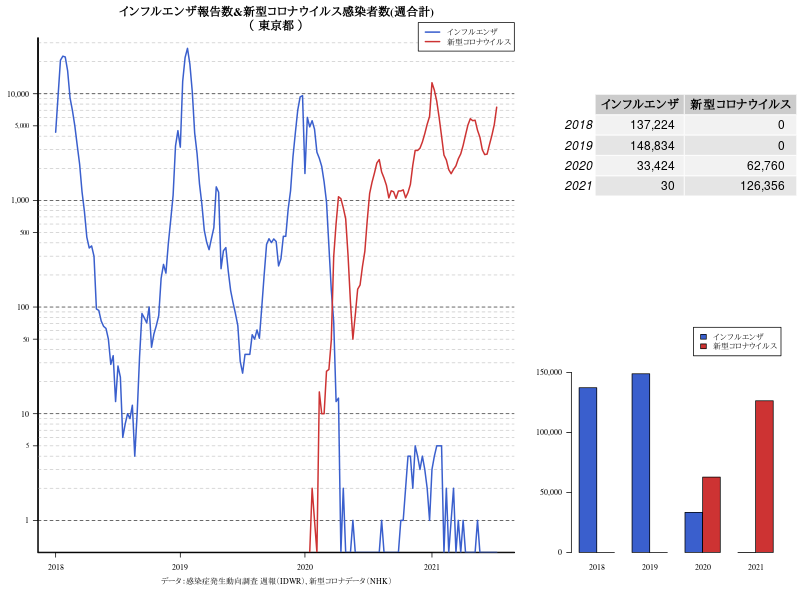 インフルエンザ報告数&新型コロナウイルス感染者数(週合計)
( 東京都 )
インフルエンザ
新型コロナウイルス
10,000
5,000
1,000
500
100
50
10
5
1
2018 2019 2020 2021
データ:感染症発生動向調査 週報(IDWR)、新型コロナデータ(NHK)
インフルエンザ 新型コロナウイルス
2018 137,224 0
2019 148,834 0
2020 33,424 62,760
2021 30 126,356
インフルエンザ
新型コロナウイルス
150,000
100,000
50,000
0
2018 2019 2020 2021